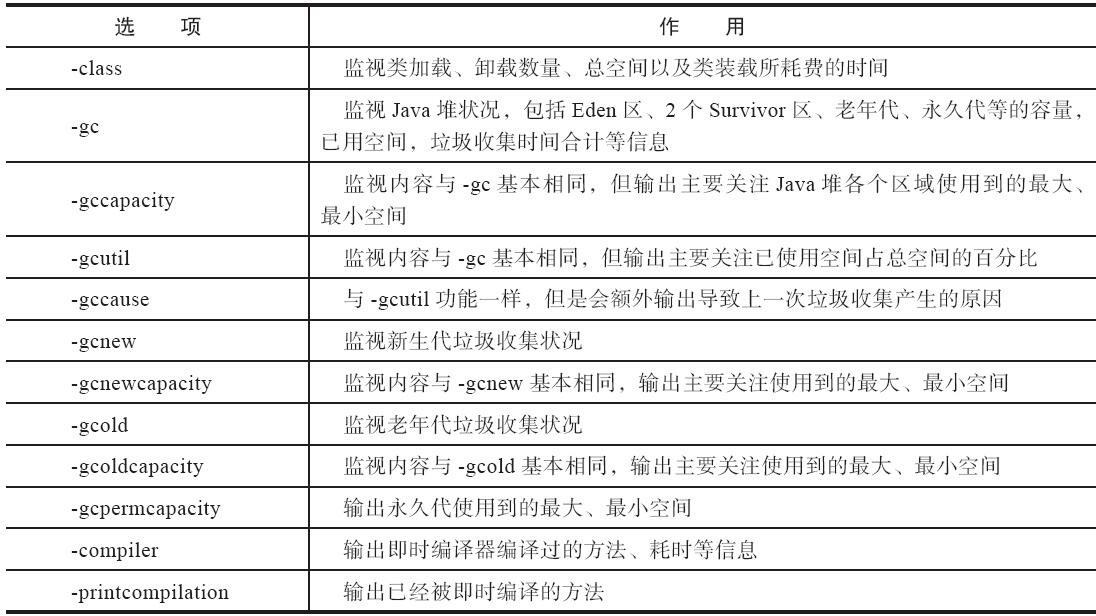 选 项 作 用
-class 监视类加载、卸载数量、总空间以及类装载所耗费的时间
-gc 监视 Java 堆状况，包括 Eden 区、2 个 Survivor 区、老年代、永久代等的容量，
已用空间，垃圾收集时间合计等信息
-gccapacity 监视内容与 -gc 基本相同，但输出主要关注 Java 堆各个区域使用到的最大、
最小空间
-gcutil 监视内容与 -gc 基本相同，但输出主要关注已使用空间占总空间的百分比
-gccause 与 -gcutil 功能一样，但是会额外输出导致上一次垃圾收集产生的原因
-gcnew 监视新生代垃圾收集状况
-gcnewcapacity 监视内容与 -gcnew 基本相同，输出主要关注使用到的最大、最小空间
-gcold 监视老年代垃圾收集状况
-gcoldcapacity 监视内容与 -gcold 基本相同，输出主要关注使用到的最大、最小空间
-gcpermcapacity 输出永久代使用到的最大、最小空间
-compiler 输出即时编译器编译过的方法、耗时等信息
-printcompilation 输出已经被即时编译的方法